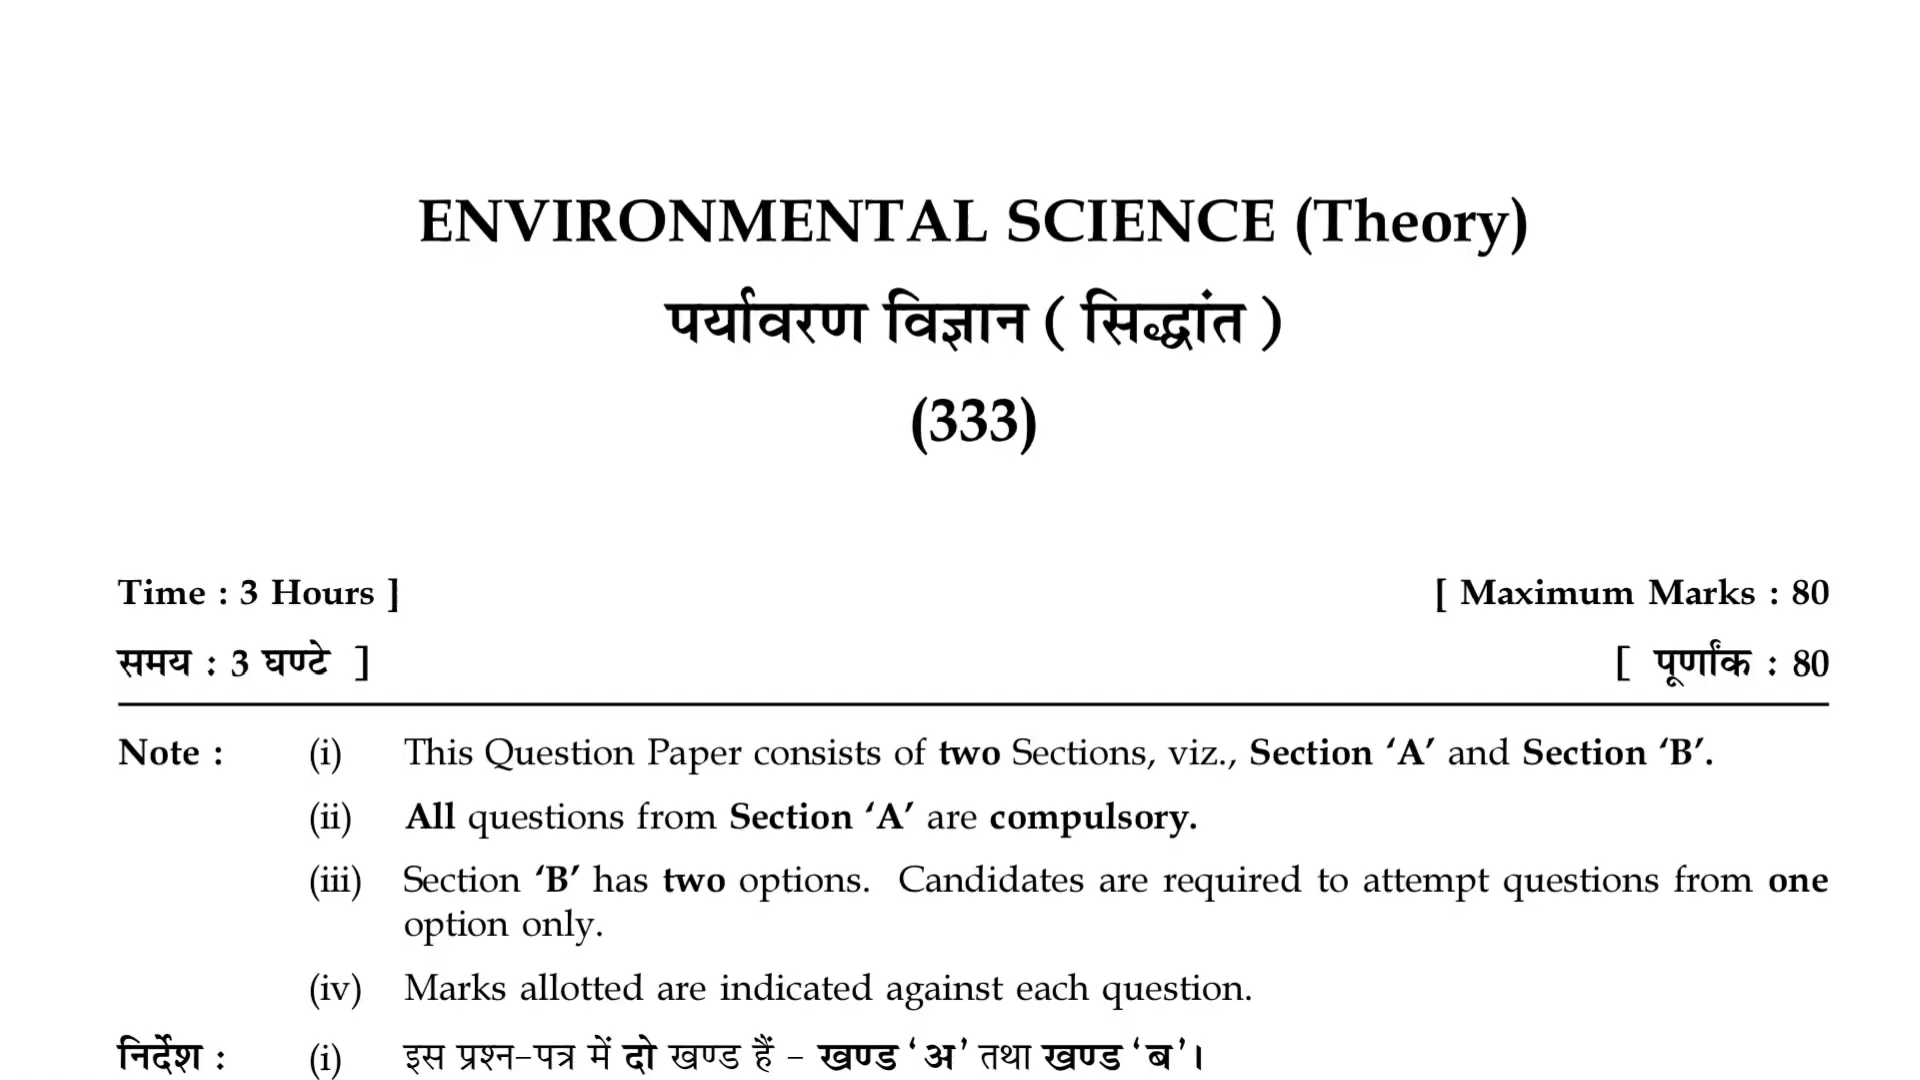 ENVIRONMENTAL SCIENCE (Theory)
पर्यावरण विज्ञान ( सिद्धांत )
(333)
Time : 3 Hours ] [ Maximum Marks : 80
समय : 3 घण्टे ] [ पूर्णांक : 80
Note : (i) This Question Paper consists of two Sections, viz., Section ‘A’ and Section ‘B’.
(ii) All questions from Section ‘A’ are compulsory.
(iii) Section ‘B’ has two options. Candidates are required to attempt questions from one
option only.
(iv) Marks allotted are indicated against each question.
निर्देश : (i) इस प्रश्न-पत्र में दो खण्ड हैं - खण्ड ‘अ’ तथा खण्ड ‘ब’।